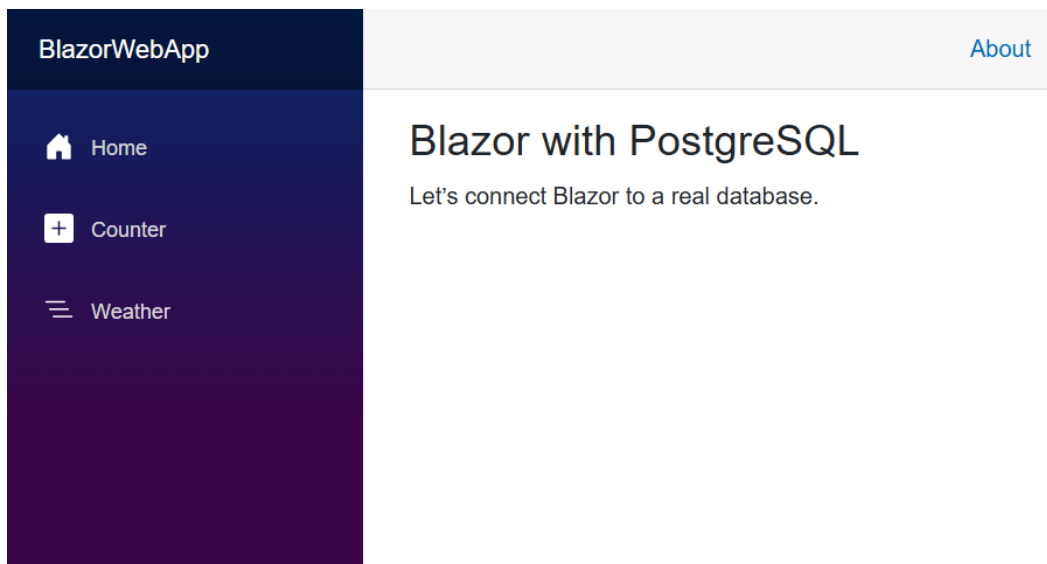 BlazorWebApp
About
Home
Counter
Weather
Blazor with PostgreSQL
Let’s connect Blazor to a real database.